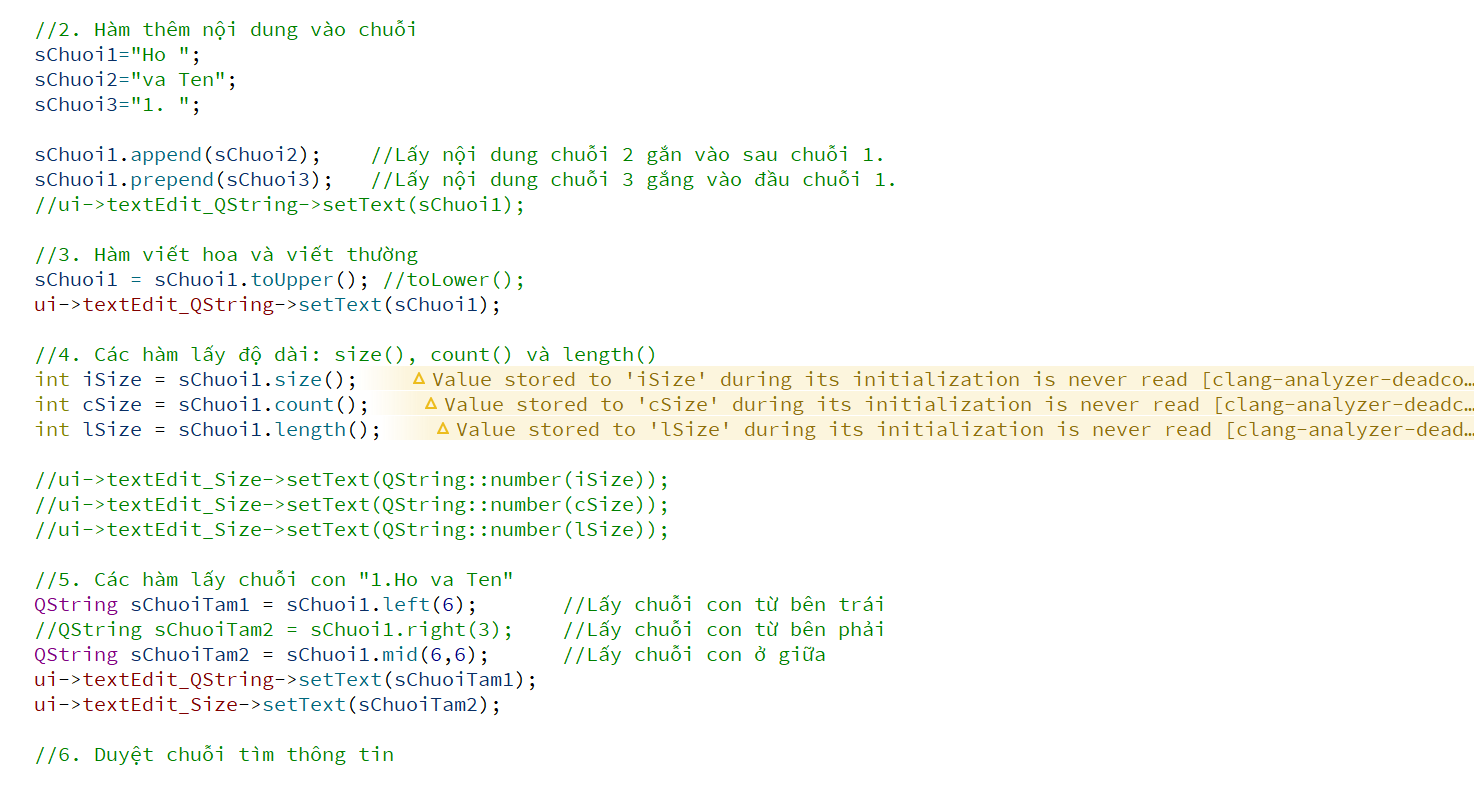 //2. Hàm thêm nội dung vào chuỗi
sChuoi1="Ho ";
sChuoi2="va Ten";
sChuoi3="1. ";
sChuoi1.append(sChuoi2);    //Lấy nội dung chuỗi 2 gắn vào sau chuỗi 1.
sChuoi1.prepend(sChuoi3);   //Lấy nội dung chuỗi 3 gắng vào đầu chuỗi 1.
//ui->textEdit_QString->setText(sChuoi1);
//3. Hàm viết hoa và viết thường
sChuoi1 = sChuoi1.toUpper(); //toLower();
ui->textEdit_QString->setText(sChuoi1);
//4. Các hàm lấy độ dài: size(), count() và length()
int iSize = sChuoi1.size();    Value stored to 'iSize' during its initialization is never read [clang-analyzer-deadco…
int cSize = sChuoi1.count();    Value stored to 'cSize' during its initialization is never read [clang-analyzer-deadc…
int lSize = sChuoi1.length();    Value stored to 'lSize' during its initialization is never read [clang-analyzer-dead…
//ui->textEdit_Size->setText(QString::number(iSize));
//ui->textEdit_Size->setText(QString::number(cSize));
//ui->textEdit_Size->setText(QString::number(lSize));
//5. Các hàm lấy chuỗi con "1.Ho va Ten"
QString sChuoiTam1 = sChuoi1.left(6);       //Lấy chuỗi con từ bên trái
//QString sChuoiTam2 = sChuoi1.right(3);    //Lấy chuỗi con từ bên phải
QString sChuoiTam2 = sChuoi1.mid(6,6);      //Lấy chuỗi con ở giữa
ui->textEdit_QString->setText(sChuoiTam1);
ui->textEdit_Size->setText(sChuoiTam2);
//6. Duyệt chuỗi tìm thông tin